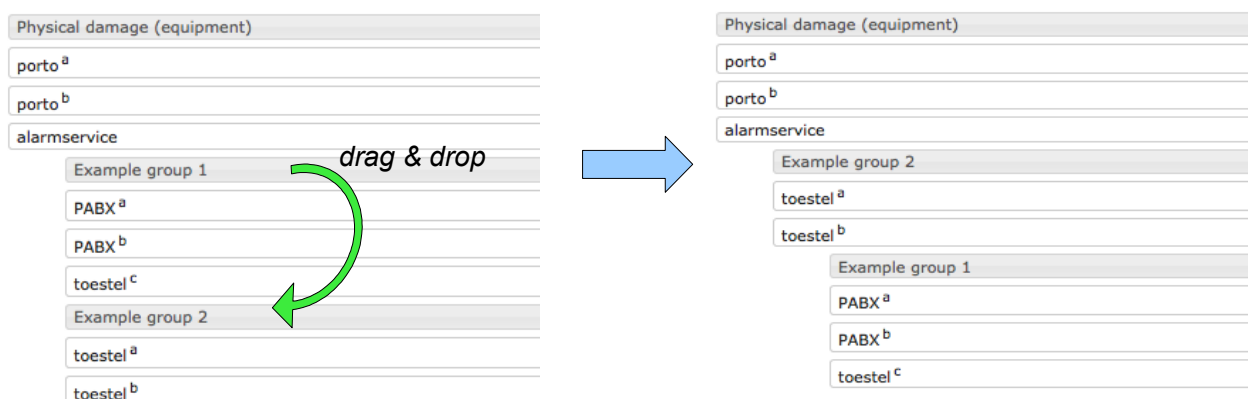 Physical damage (equipment)
porto a
porto b
alarmservice
Example group 1
drag & drop
PABX a
PABX b
toestel c
Example group 2
toestel a
toestel b
Physical damage (equipment)
porto a
porto b
alarmservice
Example group 2
toestel a
toestel b
Example group 1
PABX a
PABX b
toestel c